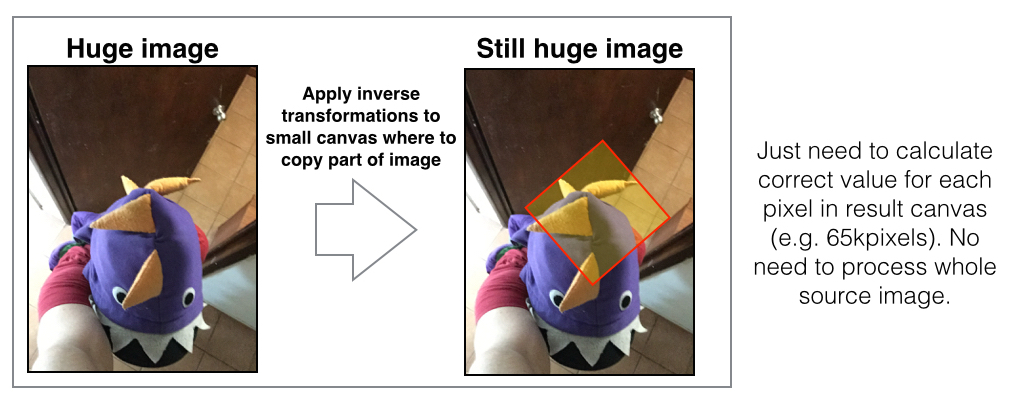 Huge image
Still huge image
Apply inverse
transformations to
small canvas where to
copy part of image
Just need to calculate
correct value for each
pixel in result canvas
(e.g. 65kpixels). No
need to process whole
source image.